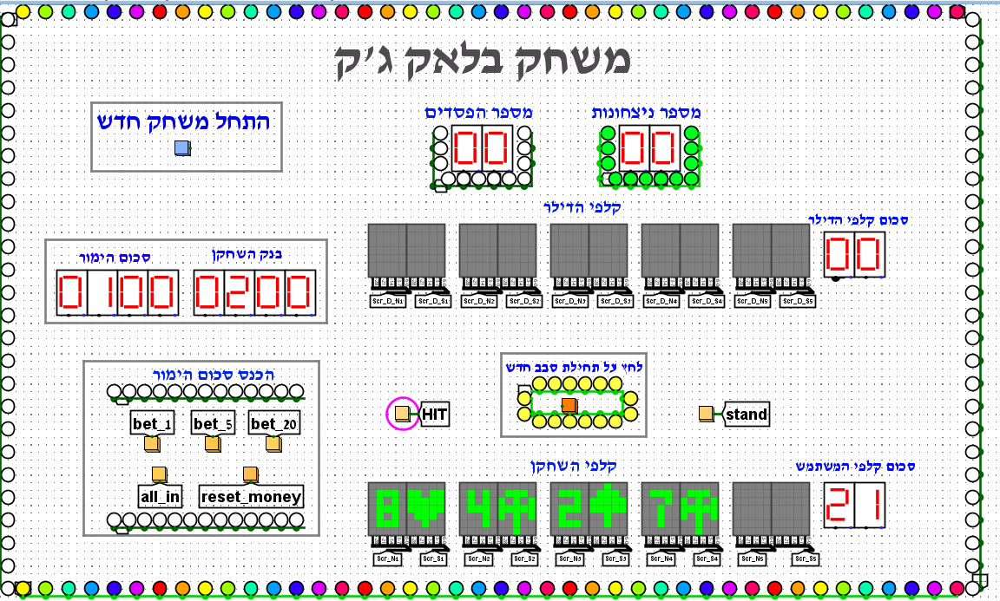 משחק בלאק ג׳ק
התחל משחק חדש
מספר הפסדים
מספר ניצחונות
00
00
קלפי הדילר
סכום קלפי הדילר
00
Scr_D_N1 Scr_D_S1 Scr_D_N2 Scr_D_S2 Scr_D_N3 Scr_D_S3 Scr_D_N4 Scr_D_S4 Scr_D_N5 Scr_D_S5
סכום הימור
בנק השחקן
0100
0200
הכנס סכום הימור
bet_1 bet_5 bet_20
all_in reset_money
לחץ על תחילת סבב חדש
HIT
stand
קלפי השחקן
סכום קלפי המשתמש
8 4 2 7
21
Scr_N1 Scr_S1 Scr_N2 Scr_S2 Scr_N3 Scr_S3 Scr_N4 Scr_S4 Scr_N5 Scr_S5